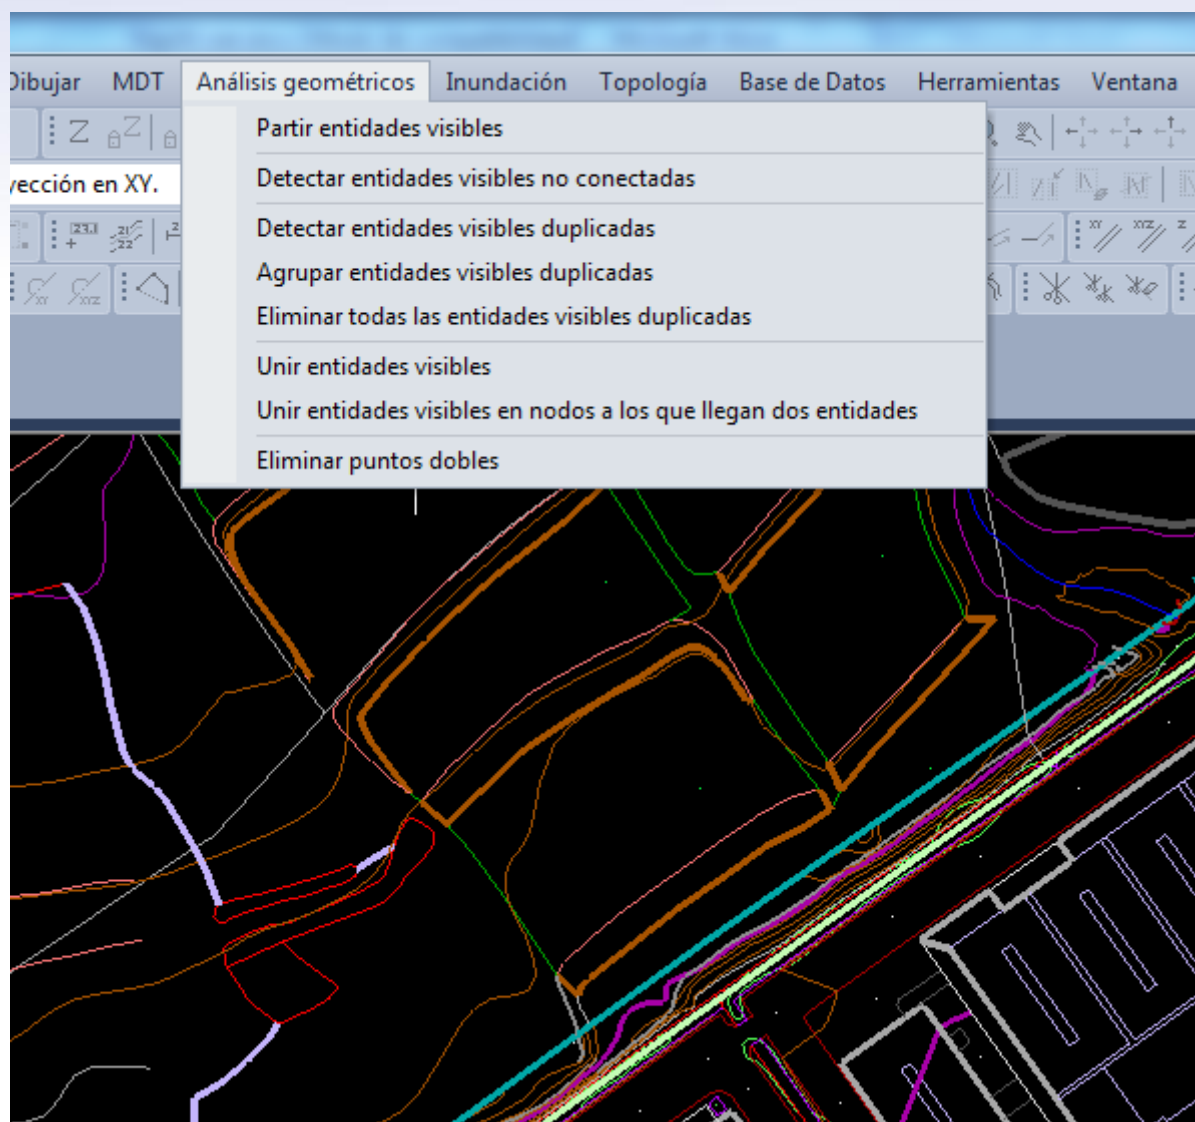 Dibujar MDT Análisis geométricos Inundación Topología Base de Datos Herramientas Ventana
Partir entidades visibles
yección en XY.
Detectar entidades visibles no conectadas
Detectar entidades visibles duplicadas
Agrupar entidades visibles duplicadas
Eliminar todas las entidades visibles duplicadas
Unir entidades visibles
Unir entidades visibles en nodos a los que llegan dos entidades
Eliminar puntos dobles